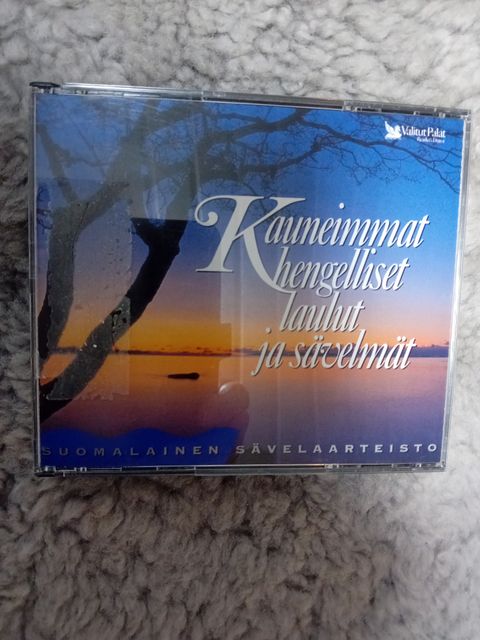 Valitut Palat
Reader's Digest
Kauneimmat
hengelliset
laulut
ja sävelmät
SUOMALAINEN SÄVELAARTEISTO